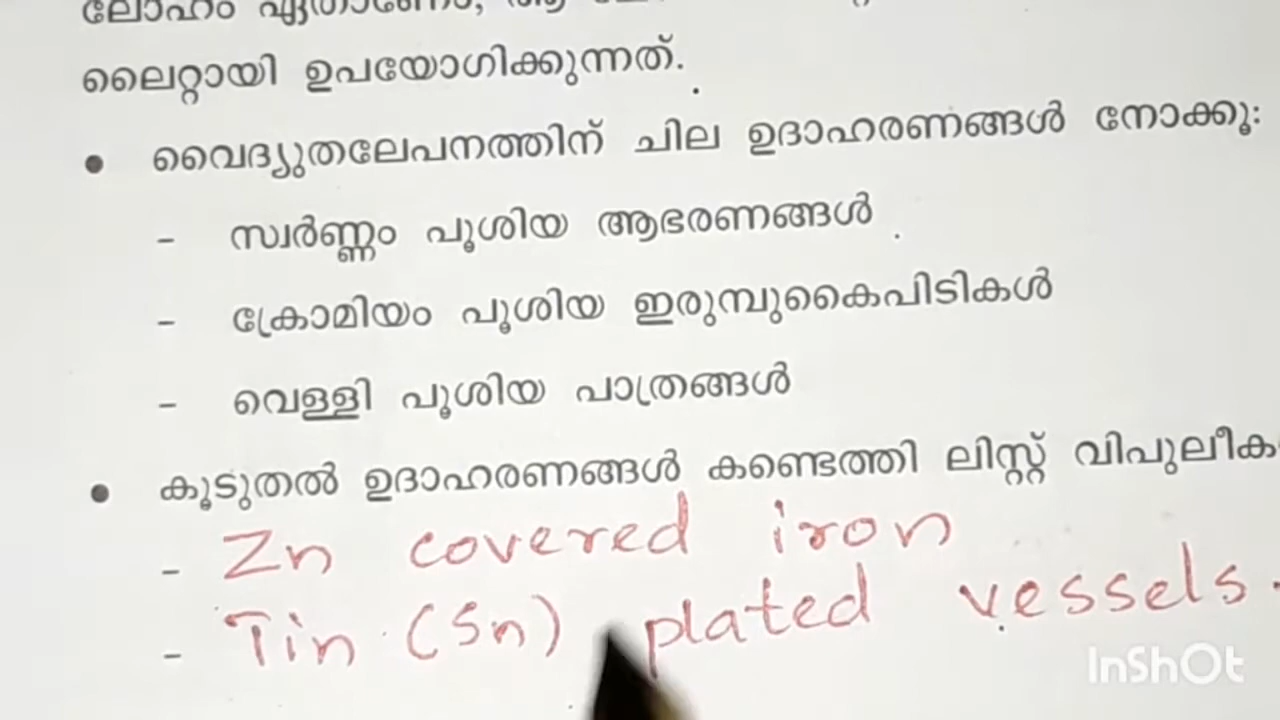 ലോഹം ഏതാണോ, ആ
ലൈറ്റായി ഉപയോഗിക്കുന്നത്.
• വൈദ്യുതലേപനത്തിന് ചില ഉദാഹരണങ്ങൾ നോക്കൂ:
– സ്വർണ്ണം പൂശിയ ആഭരണങ്ങൾ
– ക്രോമിയം പൂശിയ ഇരുമ്പുകൈപിടികൾ
– വെള്ളി പൂശിയ പാത്രങ്ങൾ
• കൂടുതൽ ഉദാഹരണങ്ങൾ കണ്ടെത്തി ലിസ്റ്റ് വിപുലീക
– Zn covered iron
– Tin (Sn) plated vessels.
InShOt